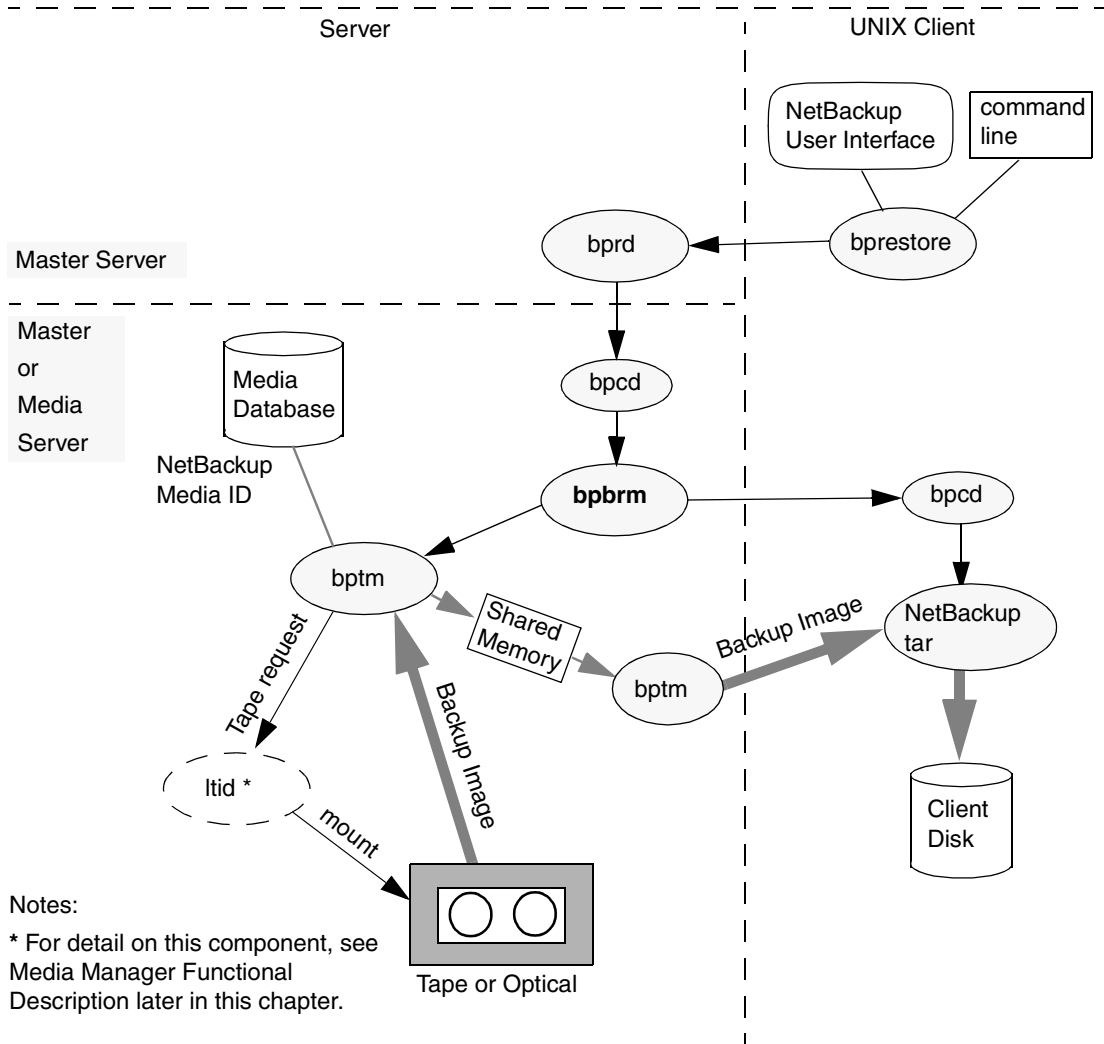 Server
UNIX Client
NetBackup
User Interface
command
line
bprd
bprestore
Master Server
Master
or
Media
Server
Media
Database
bpcd
NetBackup
Media ID
bpbrm
bpcd
bptm
Shared
Memory
Backup Image
NetBackup
tar
bptm
Tape request
Backup Image
ltid *
mount
Client
Disk
Notes:
* For detail on this component, see
Media Manager Functional
Description later in this chapter.
Tape or Optical